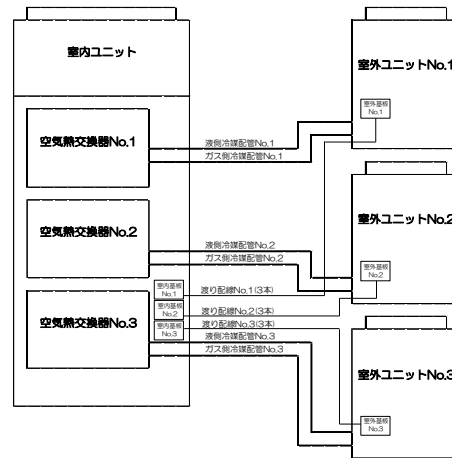 室内ユニット
室外ユニットNo.1
室外基板
No.1
空気熱交換器No.1
液側冷媒配管No.1
ガス側冷媒配管No.1
空気熱交換器No.2
室外ユニットNo.2
液側冷媒配管No.2
ガス側冷媒配管No.2
室外基板
No.2
室内基板
No.1
渡り配線No.1(3本)
室内基板
No.2
渡り配線No.2(3本)
空気熱交換器No.3
室内基板
No.3
渡り配線No.3(3本)
液側冷媒配管No.3
ガス側冷媒配管No.3
室外ユニットNo.3
室外基板
No.3